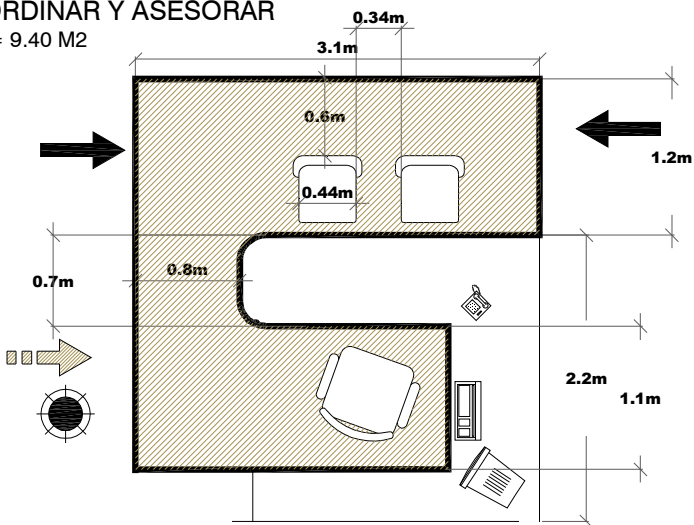 ORDINAR Y ASESORAR
= 9.40 M2
0.34m
3.1m
0.6m
1.2m
0.44m
0.8m
0.7m
2.2m
1.1m